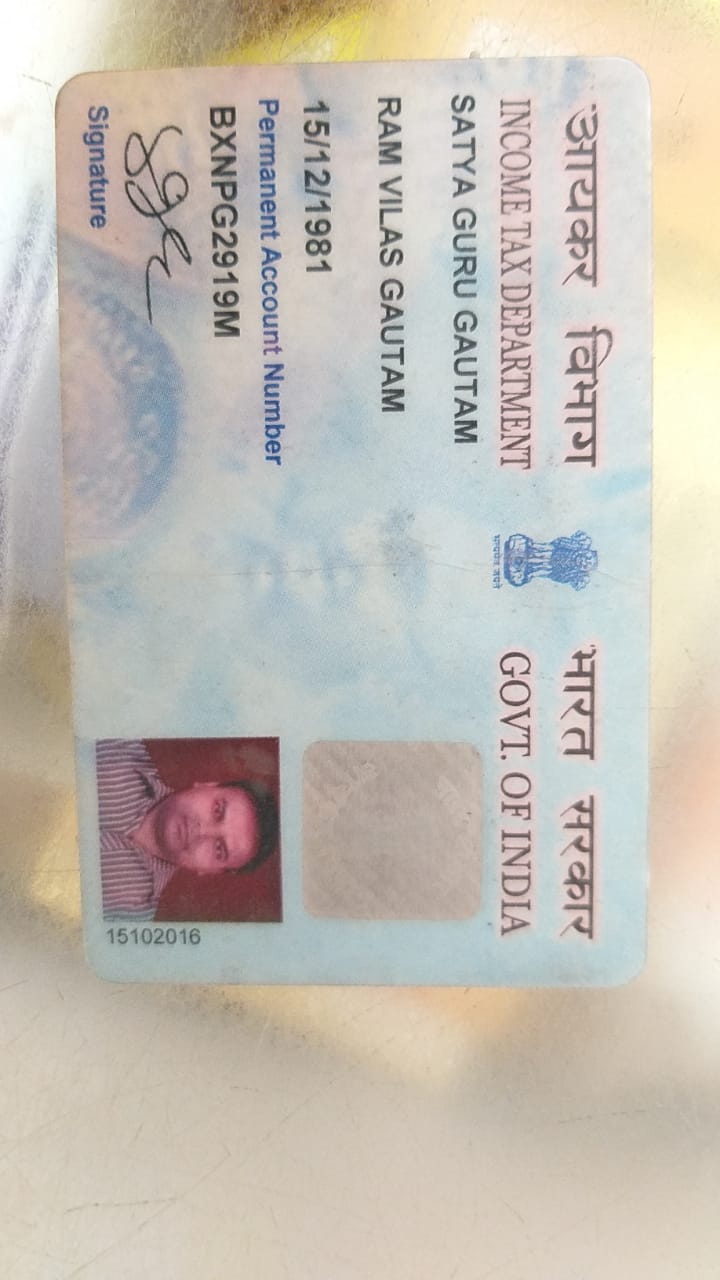 आयकर विभाग
INCOME TAX DEPARTMENT
भारत सरकार
GOVT. OF INDIA
सत्यमेव जयते
SATYA GURU GAUTAM
RAM VILAS GAUTAM
15/12/1981
Permanent Account Number
BXNPG2919M
Signature
15102016